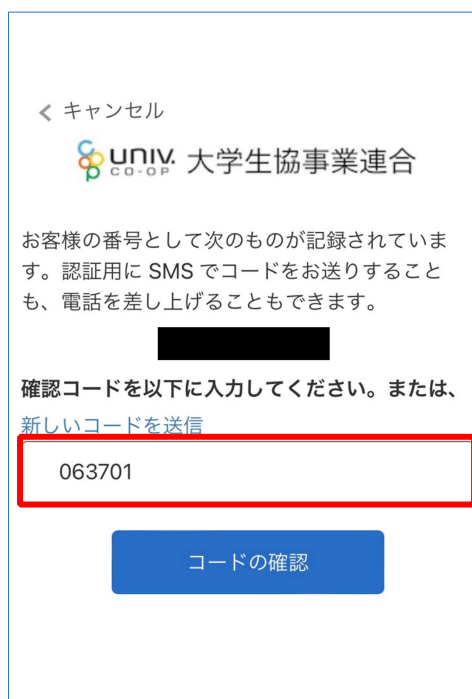 キャンセル
UNIV. CO-OP 大学生協事業連合
お客様の番号として次のものが記録されていま
す。認証用に SMS でコードをお送りすること
も、電話を差し上げることもできます。
確認コードを以下に入力してください。または、
新しいコードを送信
063701
コードの確認